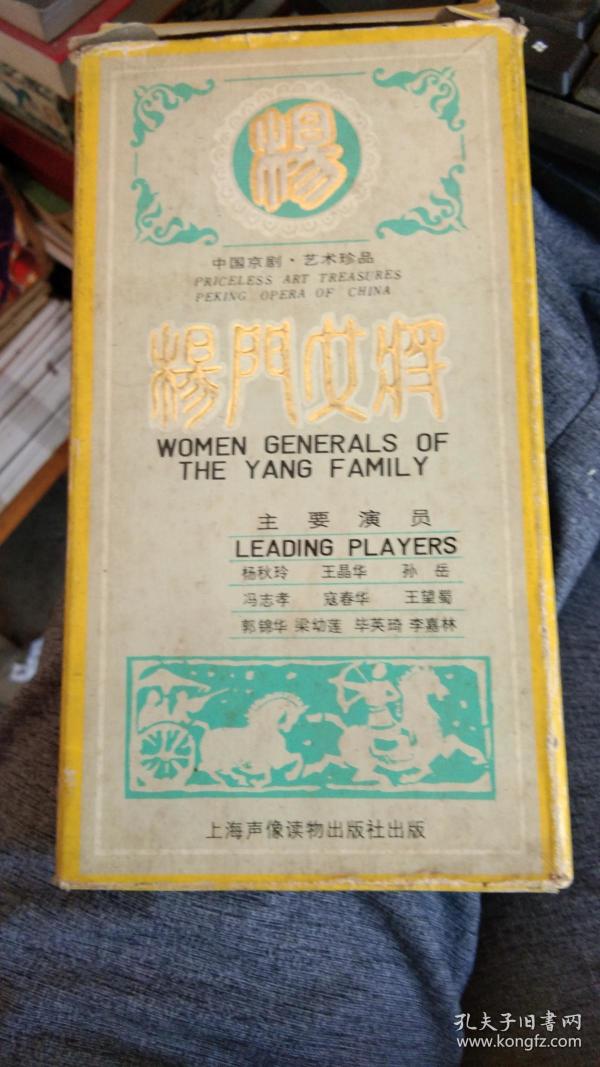 楊
中国京剧·艺术珍品
PRICELESS ART TREASURES
PEKING OPERA OF CHINA
楊門女将
WOMEN GENERALS OF
THE YANG FAMILY
主要演员
LEADING PLAYERS
杨秋玲 王晶华 孙岳
冯志孝 寇春华 王望蜀
郭锦华 梁幼莲 毕英琦 李嘉林
上海声像读物出版社出版
孔夫子旧书网
www.kongfz.com